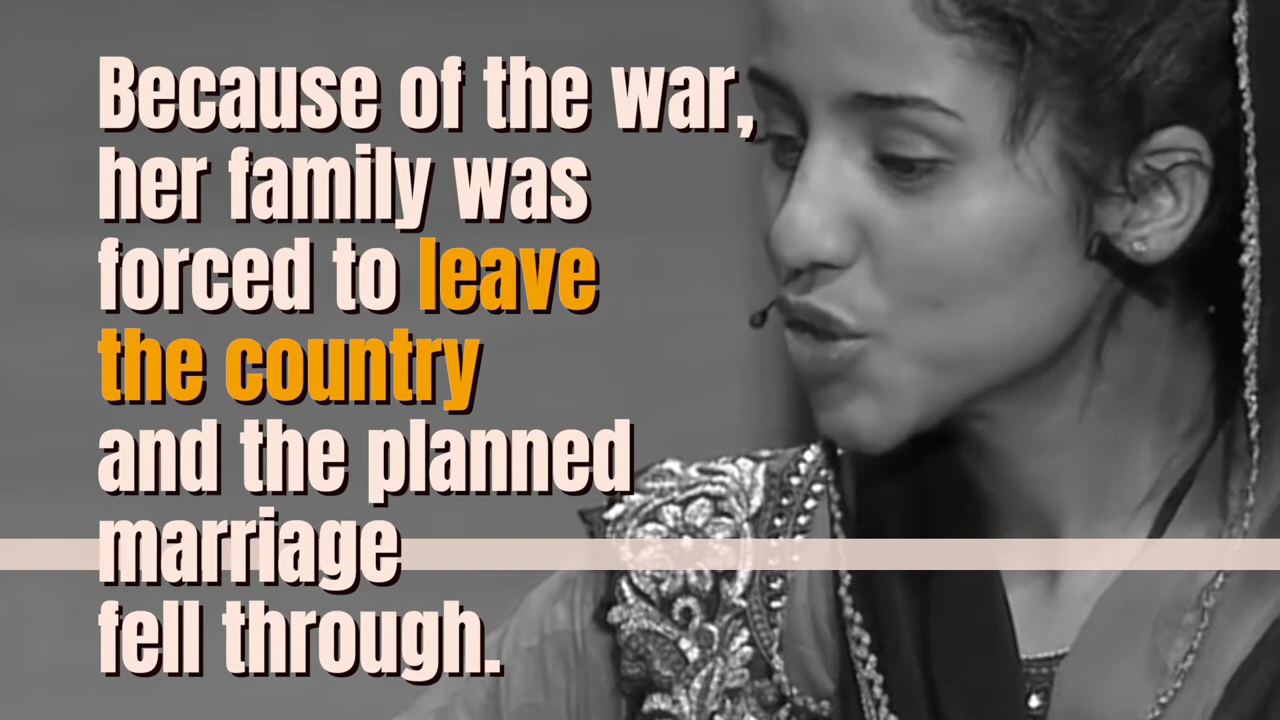 Because of the war,
her family was
forced to leave
the country
and the planned
marriage
fell through.